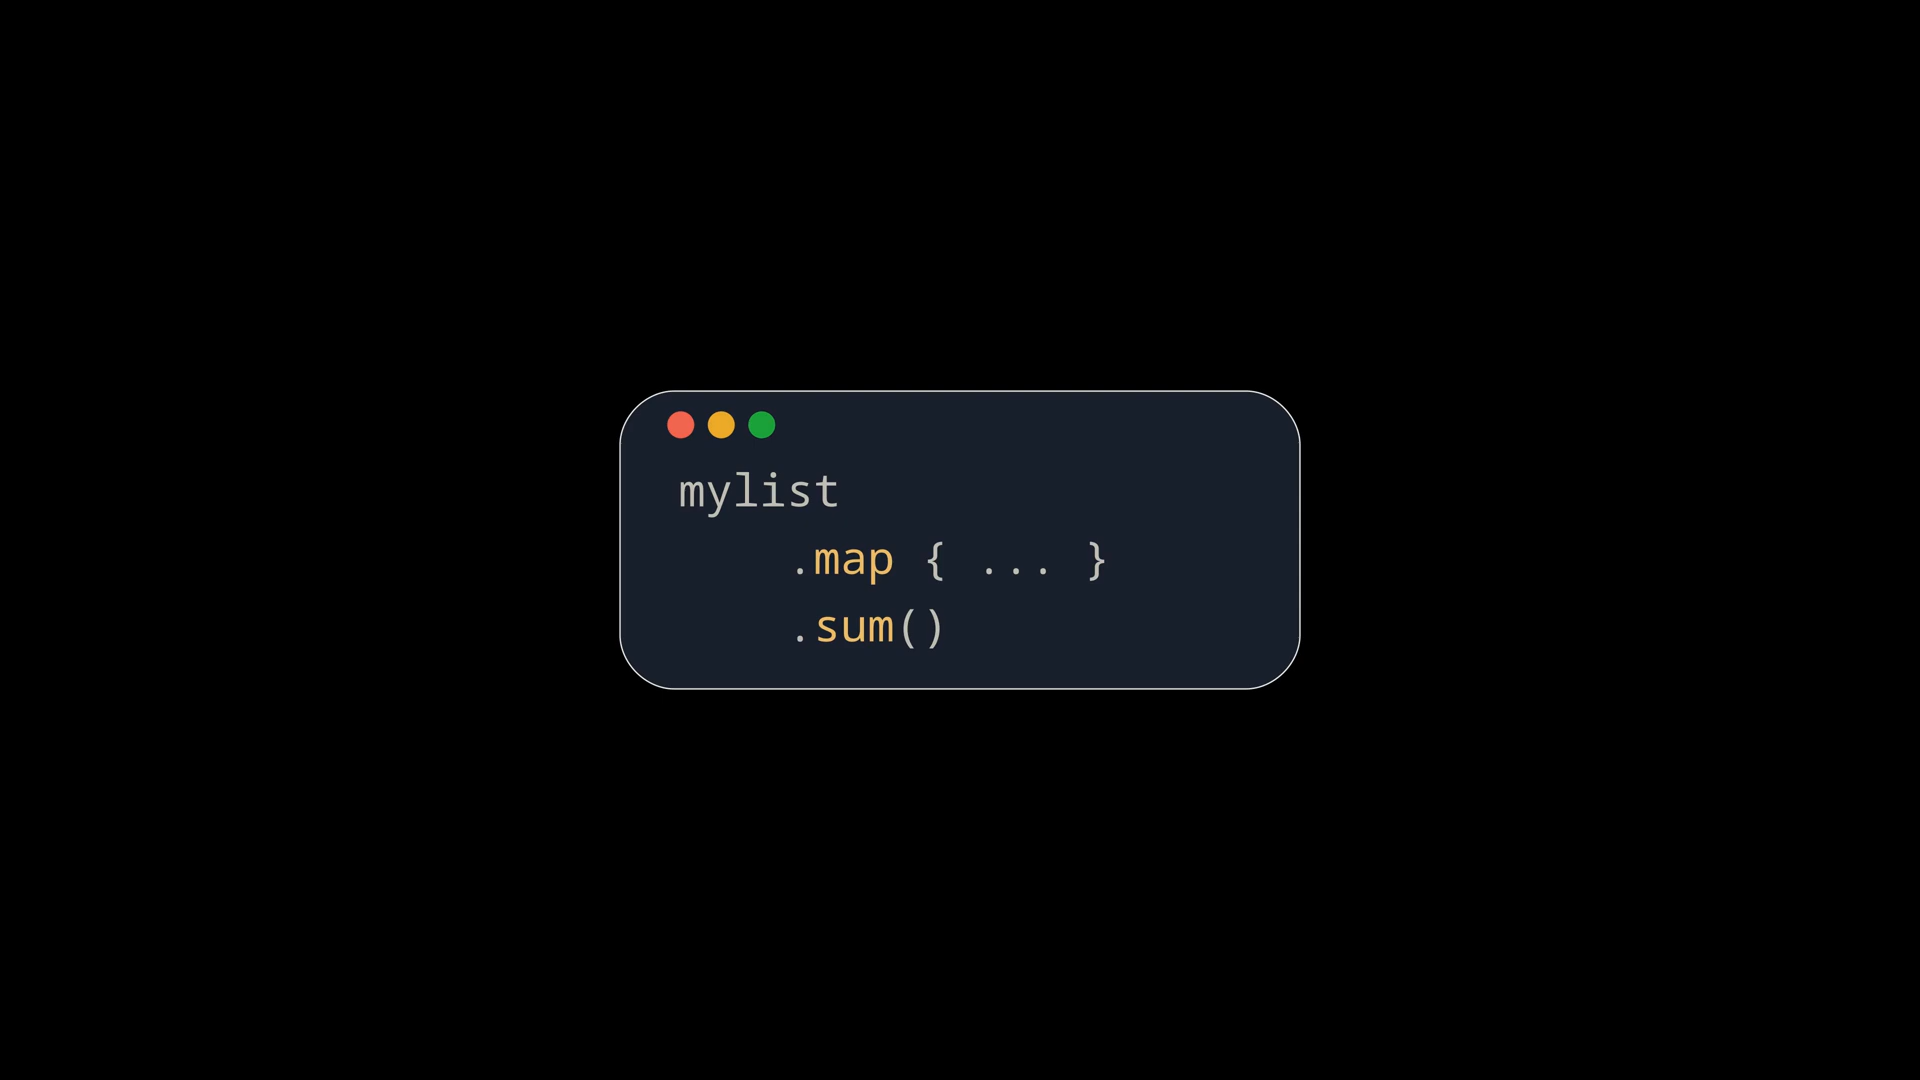 mylist
    .map { ... }
    .sum()